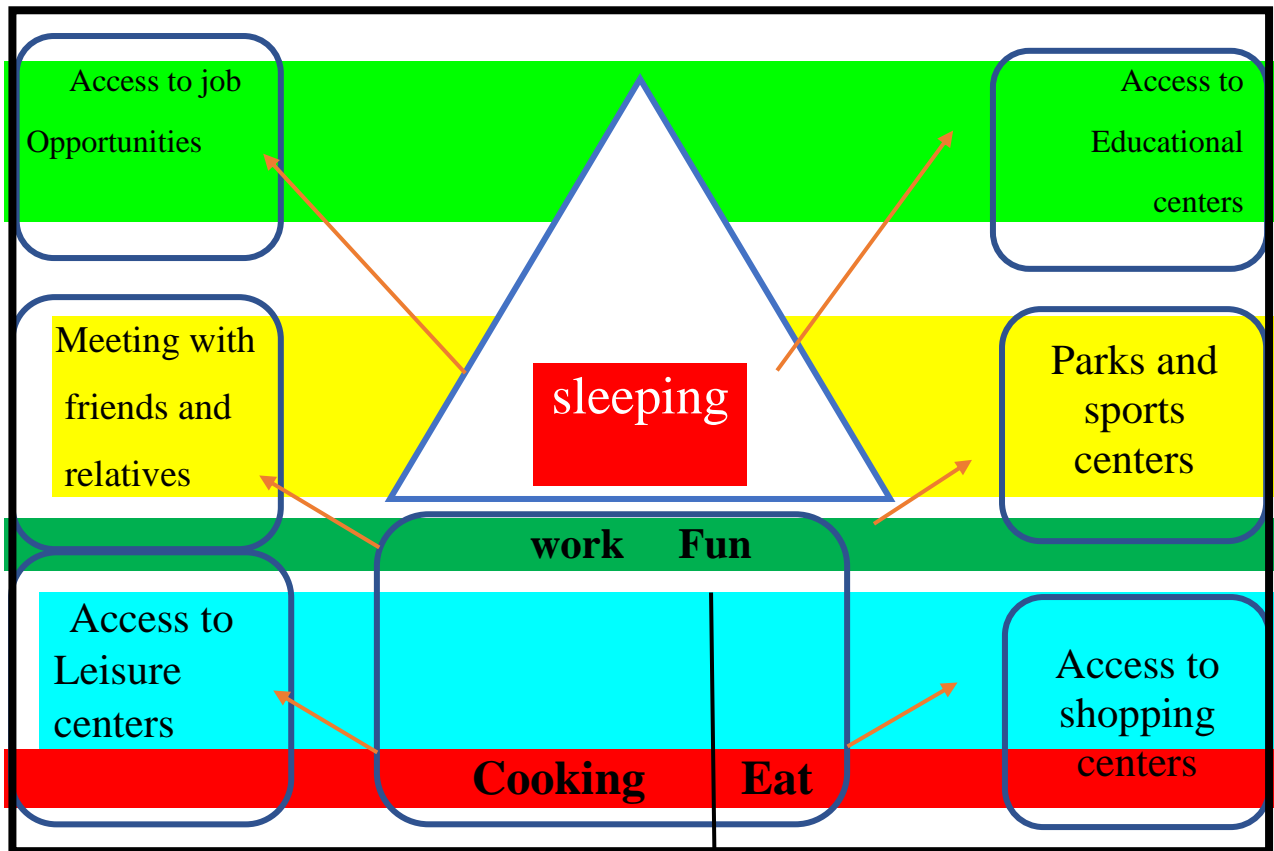 Access to job
Opportunities
Access to
Educational
centers
Meeting with
friends and
relatives
sleeping
Parks and
sports
centers
work Fun
Access to
Leisure
centers
Access to
shopping
centers
Cooking Eat